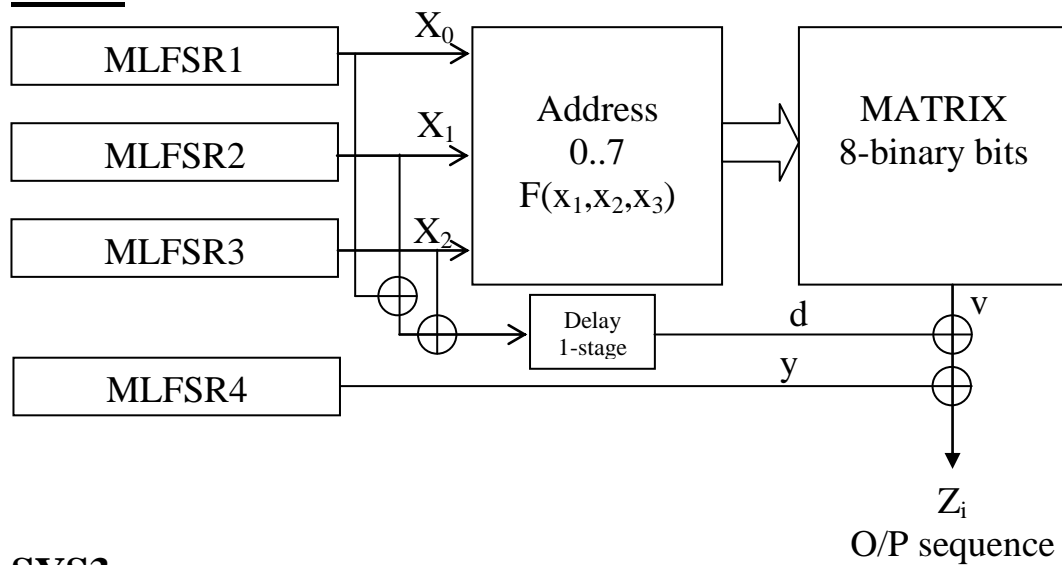 MLFSR1
X₀
Address
0..7
F(x₁,x₂,x₃)
MATRIX
8-binary bits
MLFSR2
X₁
MLFSR3
X₂
Delay
1-stage
d
v
MLFSR4
y
Zᵢ
O/P sequence